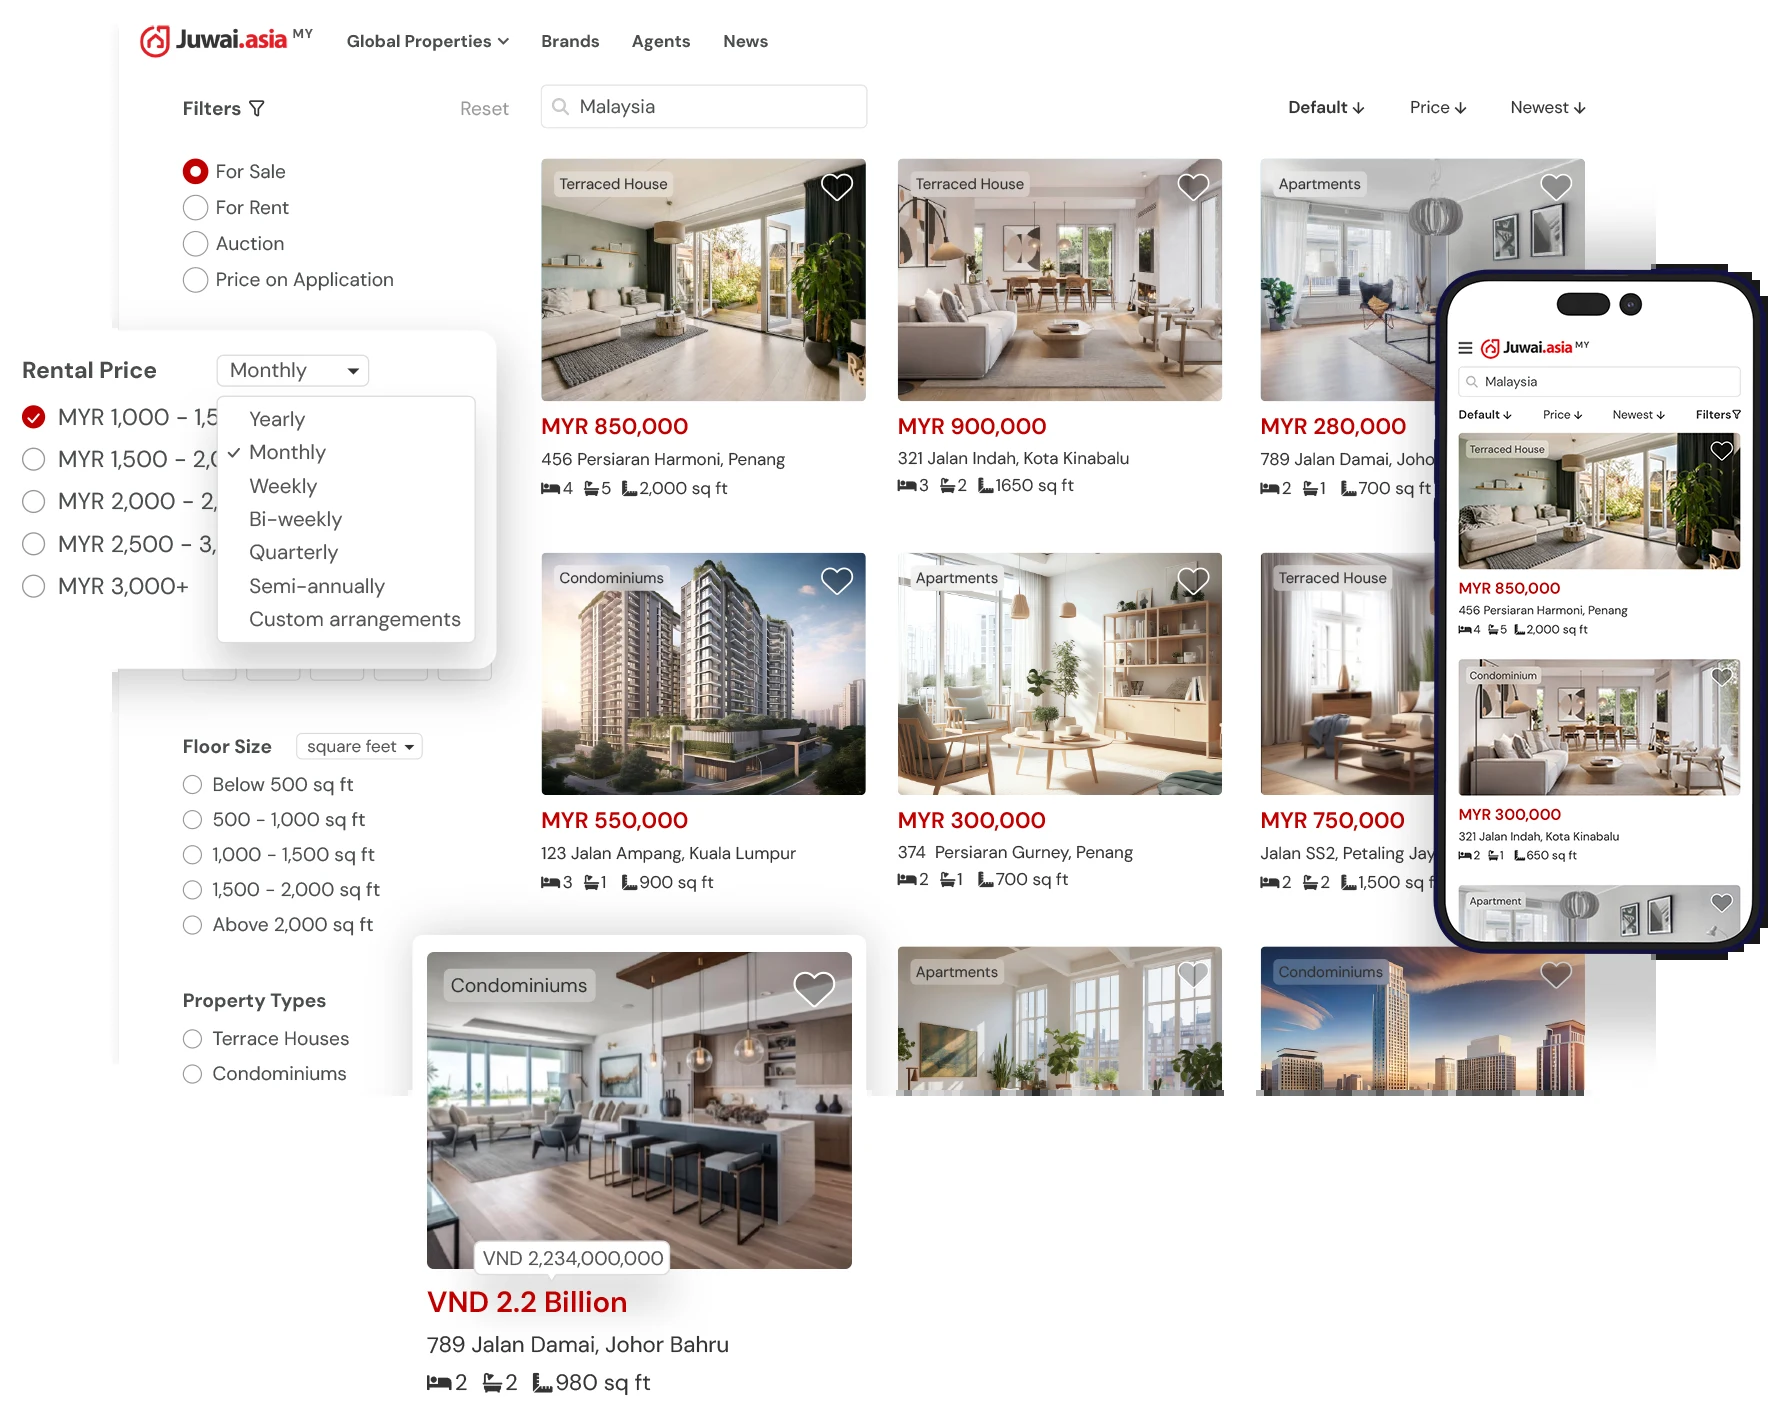 Juwai.asia MY
Global Properties
Brands
Agents
News
Filters
Reset
Malaysia
Default
Price
Newest
For Sale
For Rent
Auction
Price on Application
Rental Price
Monthly
MYR 1,000 - 1,5
MYR 1,500 - 2,0
MYR 2,000 - 2,
MYR 2,500 - 3,
MYR 3,000+
Yearly
Monthly
Weekly
Bi-weekly
Quarterly
Semi-annually
Custom arrangements
Floor Size
square feet
Below 500 sq ft
500 - 1,000 sq ft
1,000 - 1,500 sq ft
1,500 - 2,000 sq ft
Above 2,000 sq ft
Property Types
Terrace Houses
Condominiums
Terraced House
MYR 850,000
456 Persiaran Harmoni, Penang
4 5 2,000 sq ft
Terraced House
MYR 900,000
321 Jalan Indah, Kota Kinabalu
3 2 1650 sq ft
Apartments
MYR 280,000
789 Jalan Damai, Joho
2 1 700 sq ft
Condominiums
MYR 550,000
123 Jalan Ampang, Kuala Lumpur
3 1 900 sq ft
Apartments
MYR 300,000
374 Persiaran Gurney, Penang
2 1 700 sq ft
Terraced House
MYR 750,000
Jalan SS2, Petaling Jay
2 2 1,500 sq f
Condominiums
VND 2,234,000,000
VND 2.2 Billion
789 Jalan Damai, Johor Bahru
2 2 980 sq ft
Apartments
Condominiums
Juwai.asia MY
Malaysia
Default
Price
Newest
Filters
Terraced House
MYR 850,000
456 Persiaran Harmoni, Penang
4 5 2,000 sq ft
Condominium
MYR 300,000
321 Jalan Indah, Kota Kinabalu
2 1 650 sq ft
Apartment